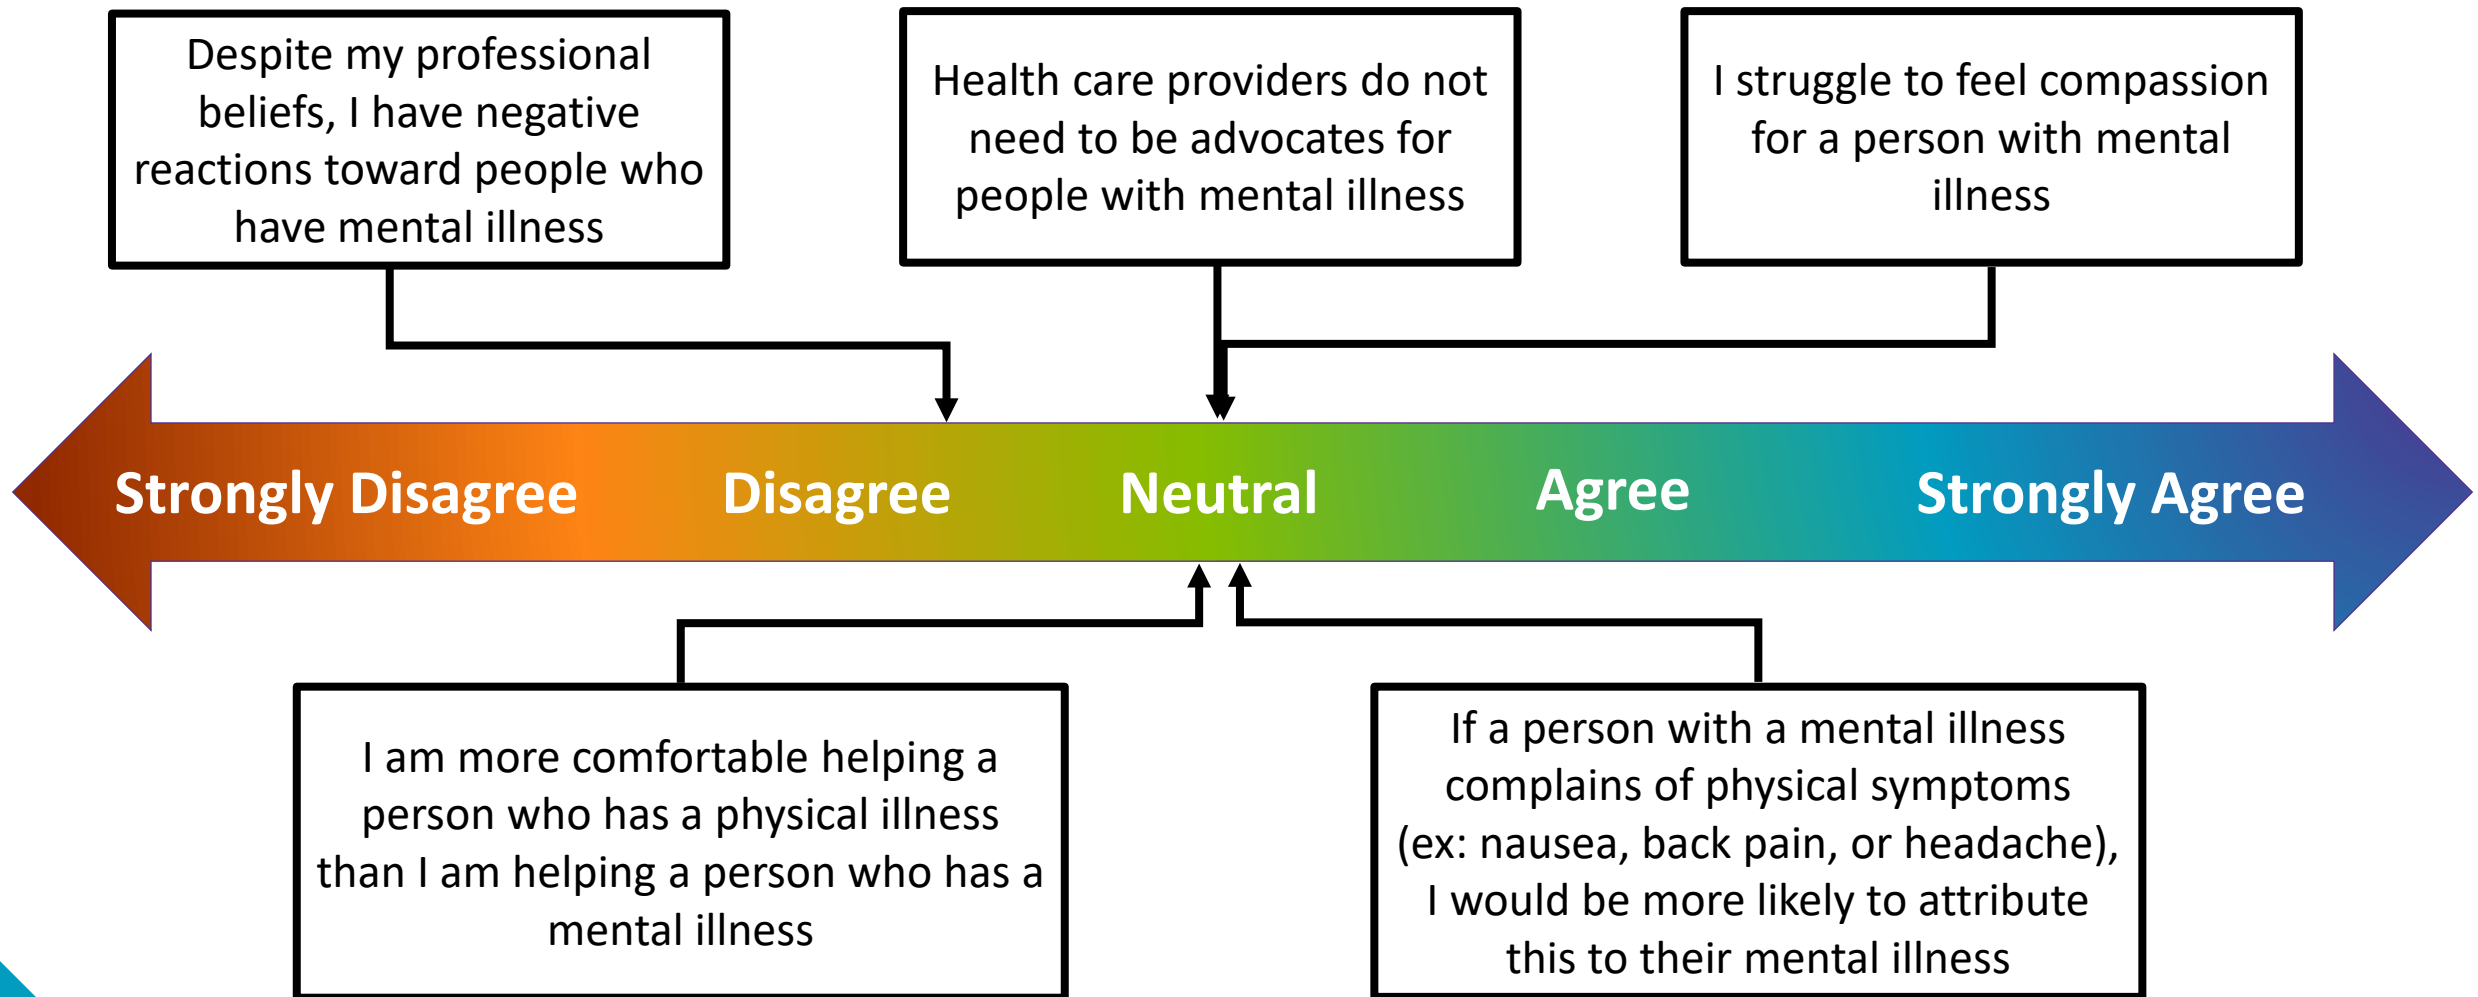 Despite my professional
beliefs, I have negative
reactions toward people who
have mental illness
Health care providers do not
need to be advocates for
people with mental illness
I struggle to feel compassion
for a person with mental
illness
Strongly Disagree
Disagree
Neutral
Agree
Strongly Agree
I am more comfortable helping a
person who has a physical illness
than I am helping a person who has a
mental illness
If a person with a mental illness
complains of physical symptoms
(ex: nausea, back pain, or headache),
I would be more likely to attribute
this to their mental illness